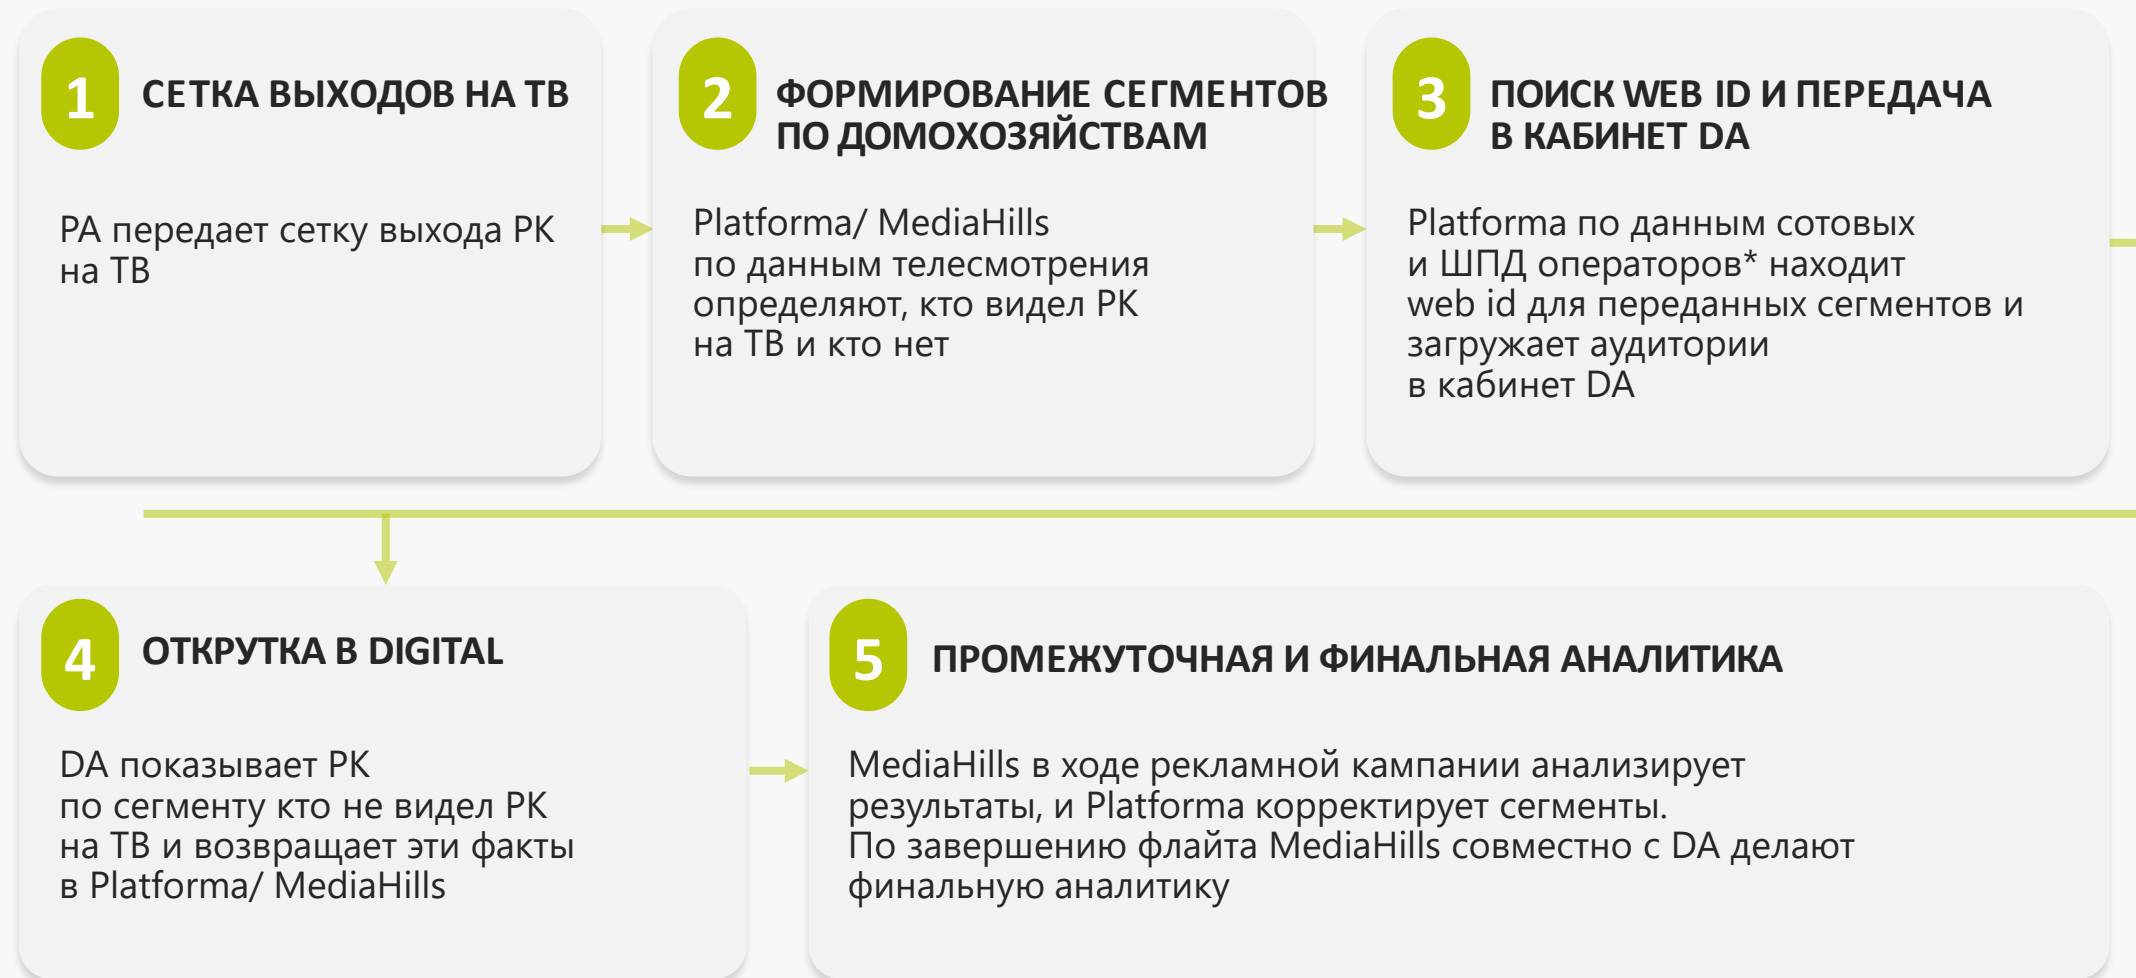 1
СЕТКА ВЫХОДОВ НА ТВ
РА передает сетку выхода РК
на ТВ
2
ФОРМИРОВАНИЕ СЕГМЕНТОВ
ПО ДОМОХОЗЯЙСТВАМ
Platforma/ MediaHills
по данным телесмотрения
определяют, кто видел РК
на ТВ и кто нет
3
ПОИСК WEB ID И ПЕРЕДАЧА
В КАБИНЕТ DA
Platforma по данным сотовых
и ШПД операторов* находит
web id для переданных сегментов и
загружает аудитории
в кабинет DA
4
ОТКРУТКА В DIGITAL
DA показывает РК
по сегменту кто не видел РК
на ТВ и возвращает эти факты
в Platforma/ MediaHills
5
ПРОМЕЖУТОЧНАЯ И ФИНАЛЬНАЯ АНАЛИТИКА
MediaHills в ходе рекламной кампании анализирует
результаты, и Platforma корректирует сегменты.
По завершению флайта MediaHills совместно с DA делают
финальную аналитику